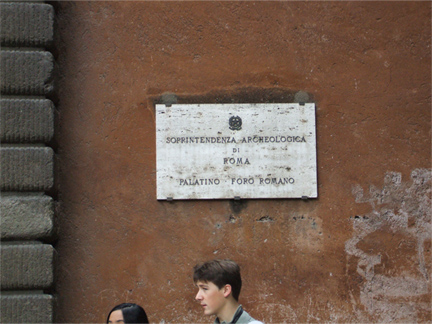 SOPRINTENDENZA ARCHEOLOGICA
DI
ROMA
PALATINO - FORO ROMANO